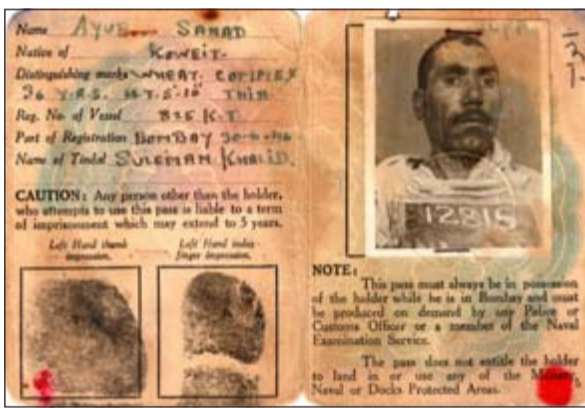 Name Ayub Samad
Native of Koweit.
Distinguishing marks WHEAT. COMPLEX
36 Y.R.S. H.T.5-10" THIN
Reg. No. of Vessel 825/K.T.
Port of Registration BOMBAY
Name of Tindal SULEMAN KHALID.
CAUTION: Any person other than the holder,
who attempts to use this pass is liable to a term
of imprisonment which may extend to 5 years.
Left Hand thumb
impression.
Left Hand index
finger impression.
12815
NOTE:
This pass must always be in possession
of the holder while he is in Bombay and must
be produced on demand by any Police or
Customs Officer or a member of the Naval
Examination Service.
The pass does not entitle the holder
to land in or use any of the Military,
Naval or Docks Protected Areas.